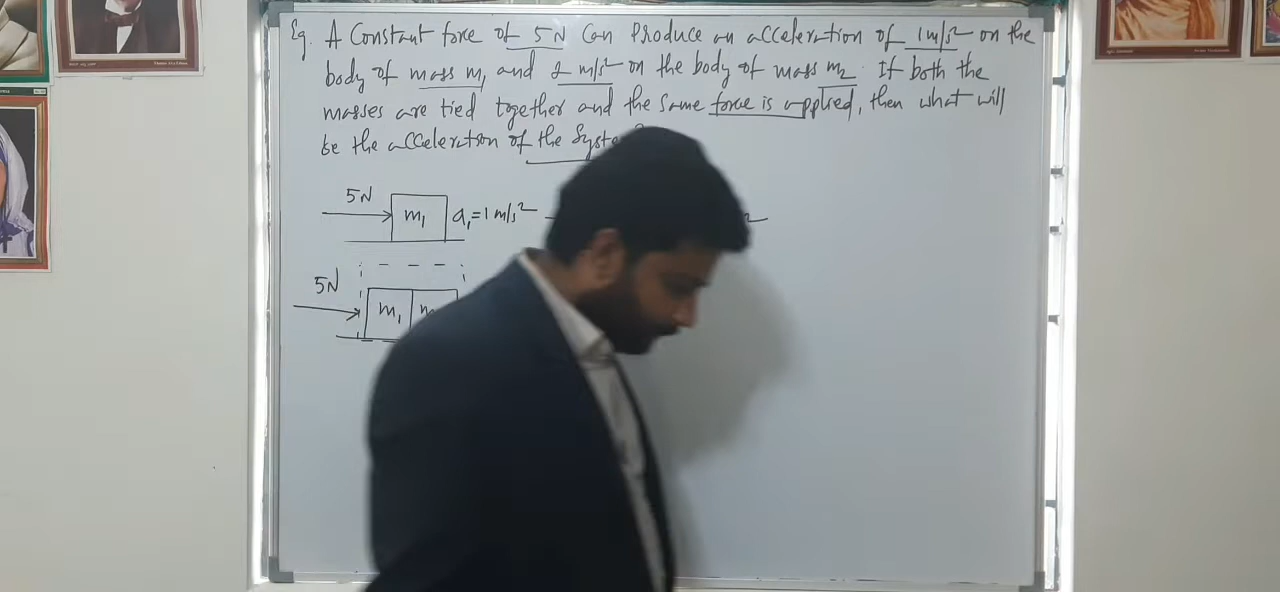 Eg. A Constant force of 5N Can Produce an acceleration of 1m/s² on the
body of mass m₁ and 2 m/s² on the body of mass m₂. If both the
masses are tied together and the same force is applied, then what will
be the acceleration of the
5N
m₁ a₁=1m/s²
5N
m₁